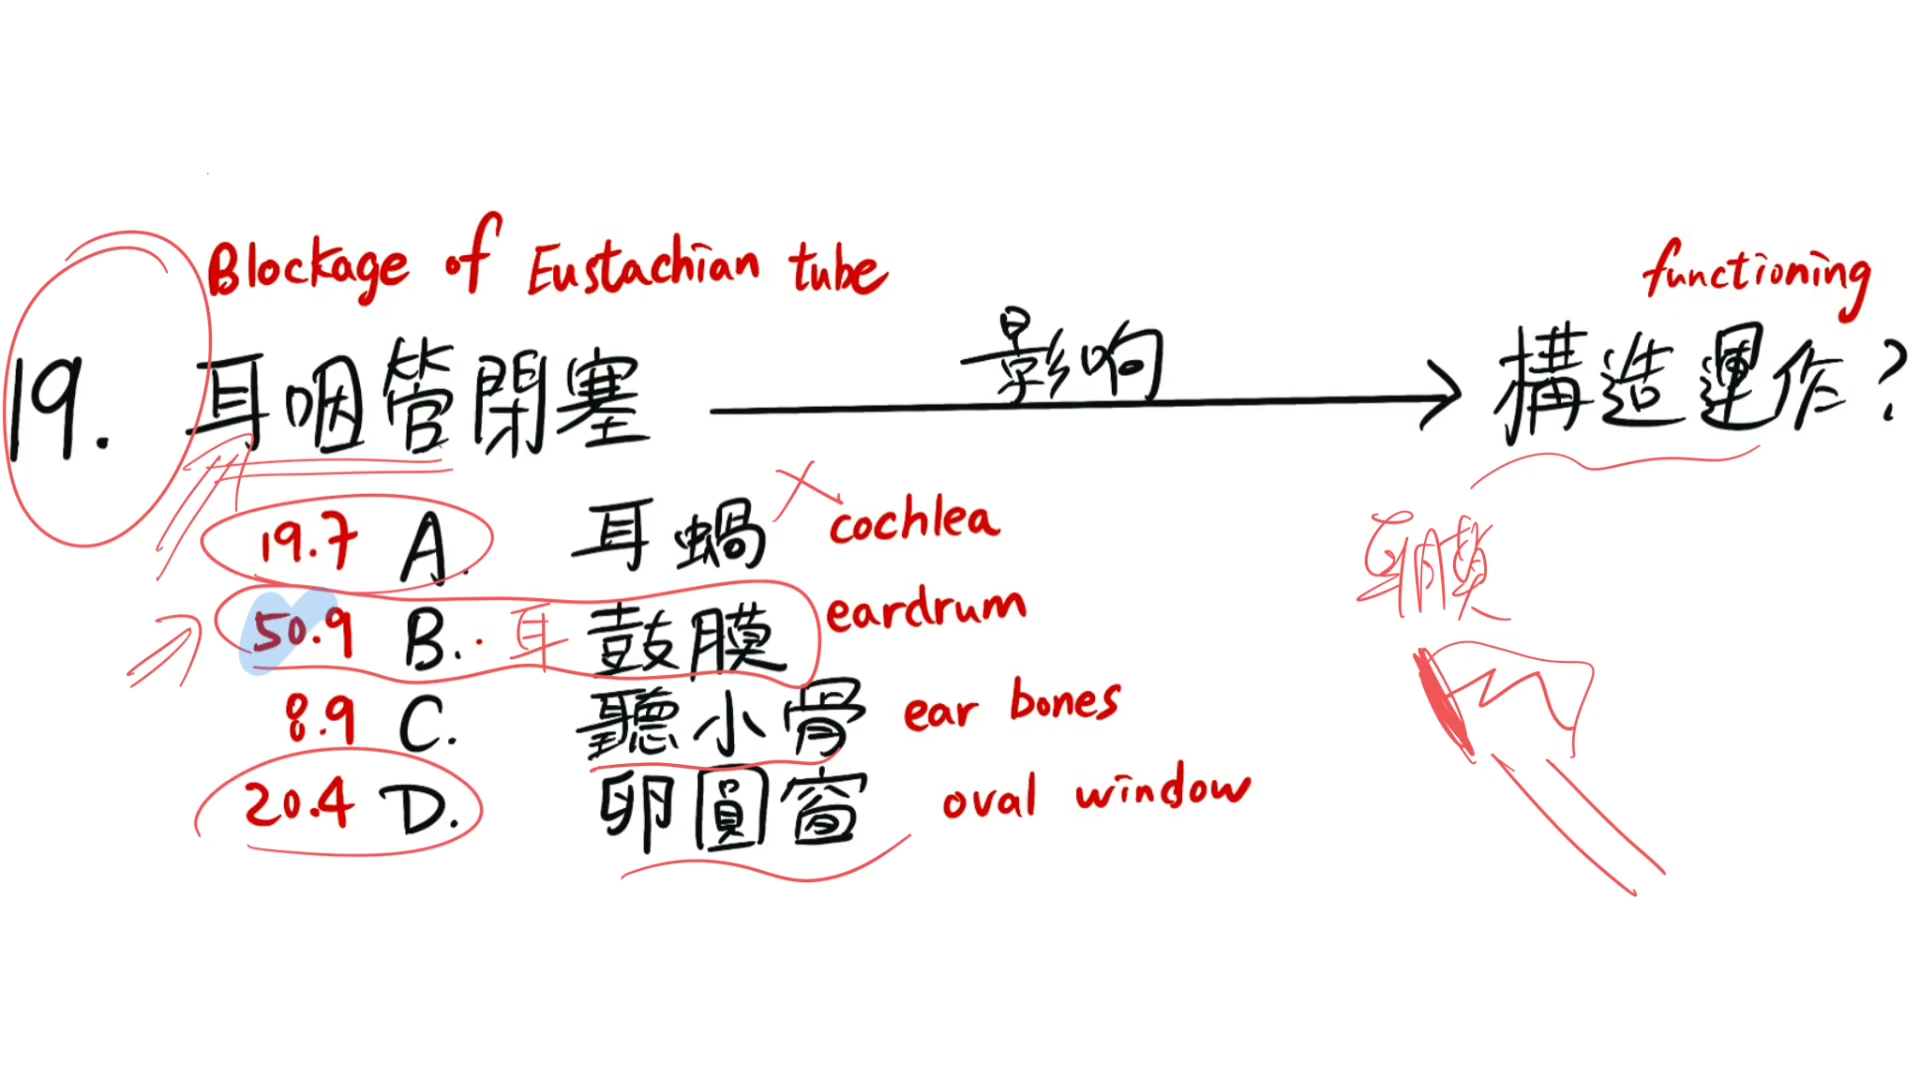 Blockage of Eustachian tube
functioning
19. 耳咽管閉塞 影响 構造運作?
19.7 A. 耳蝸 cochlea
50.9 B. 耳鼓膜 eardrum
8.9 C. 聽小骨 ear bones
20.4 D. 卵圓窗 oval window